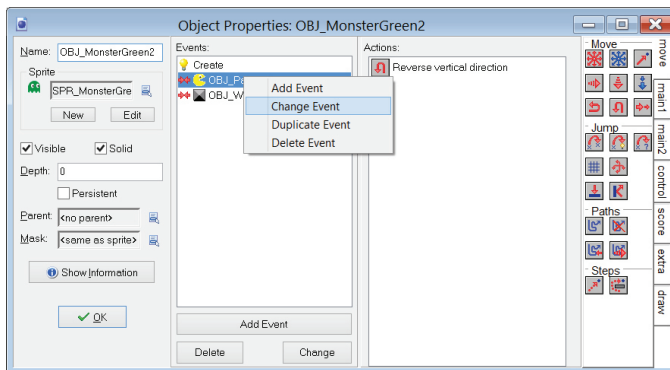 Object Properties: OBJ_MonsterGreen2
Name: OBJ_MonsterGreen2
Sprite
SPR_MonsterGre
New Edit
Visible Solid
Depth: 0
Persistent
Parent: <no parent>
Mask: <same as sprite>
Show Information
OK
Events:
Create
OBJ_Pa
OBJ_W
Add Event
Change Event
Duplicate Event
Delete Event
Add Event
Delete Change
Actions:
Reverse vertical direction
Move
Jump
Paths
Steps
move
main1
main2
control
score
extra
draw